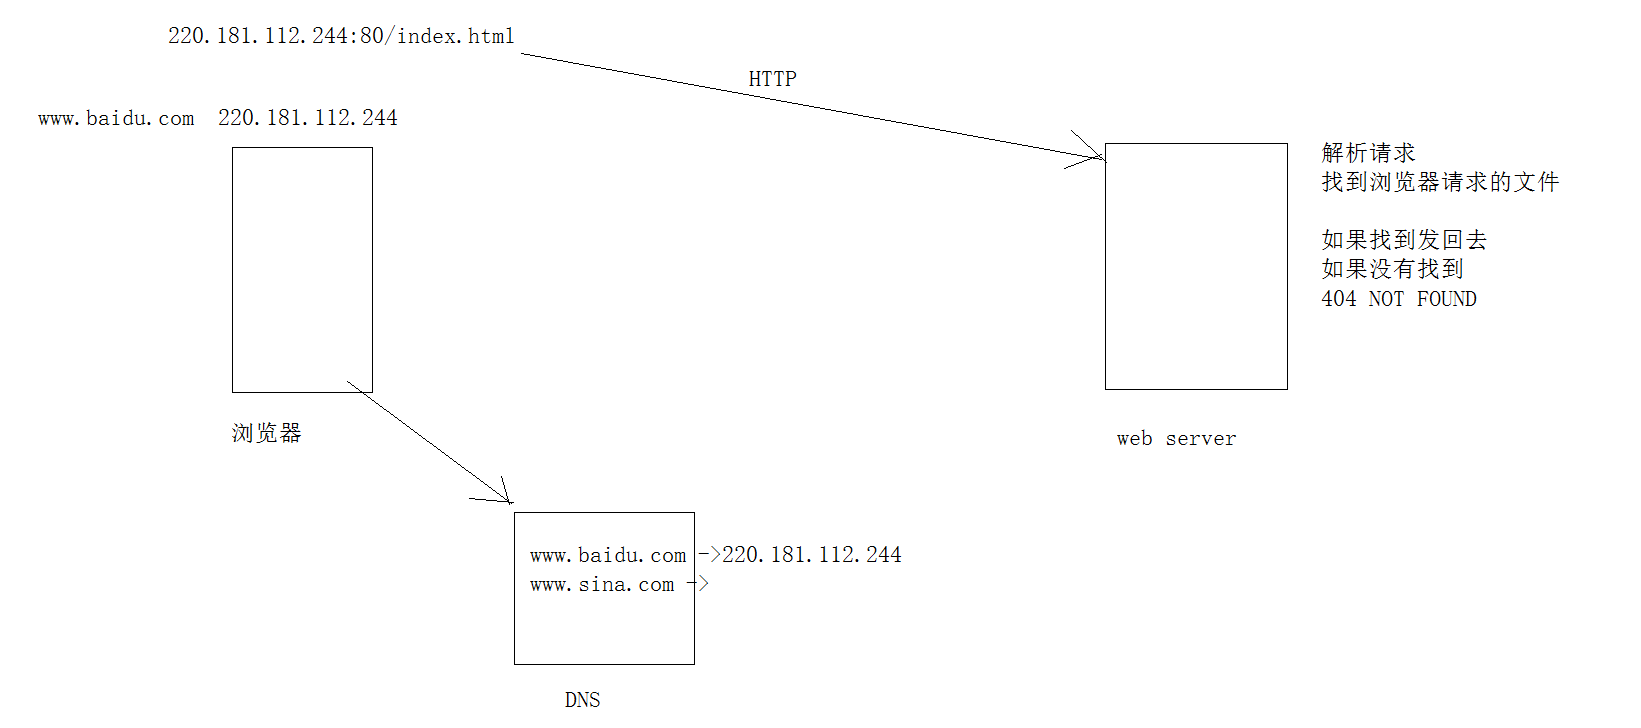 220.181.112.244:80/index.html
HTTP
www.baidu.com 220.181.112.244
解析请求
找到浏览器请求的文件
如果找到发回去
如果没有找到
404 NOT FOUND
浏览器
web server
www.baidu.com ->220.181.112.244
www.sina.com ->
DNS